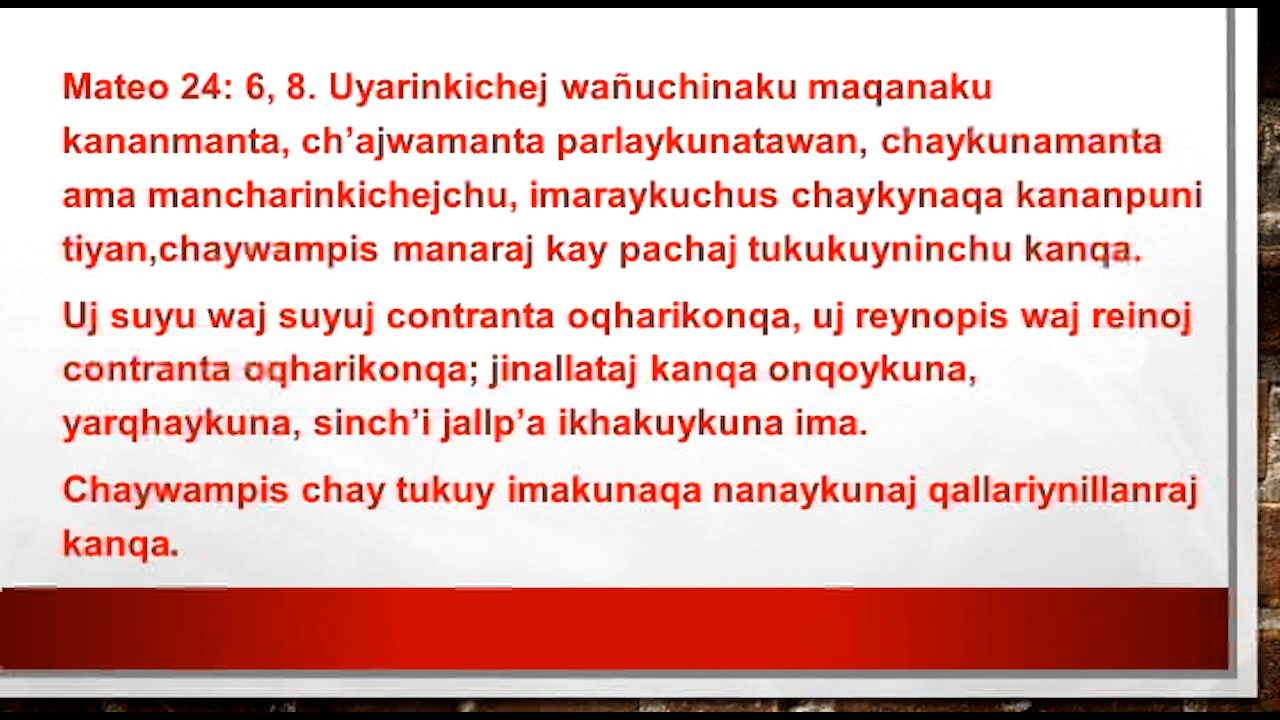 Mateo 24: 6, 8. Uyarinkichej wañuchinaku maqanaku
kananmanta, ch’ajwamanta parlaykunatawan, chaykunamanta
ama mancharinkichejchu, imaraykuchus chaykynaqa kananpuni
tiyan,chaywampis manaraj kay pachaj tukukuyninchu kanqa.
Uj suyu waj suyuj contranta oqharikonqa, uj reynopis waj reinoj
contranta oqharikonqa; jinallataj kanqa onqoykuna,
yarqhaykuna, sinch’i jallp’a ikhakuykuna ima.
Chaywampis chay tukuy imakunaqa nanaykunaj qallariynillanraj
kanqa.